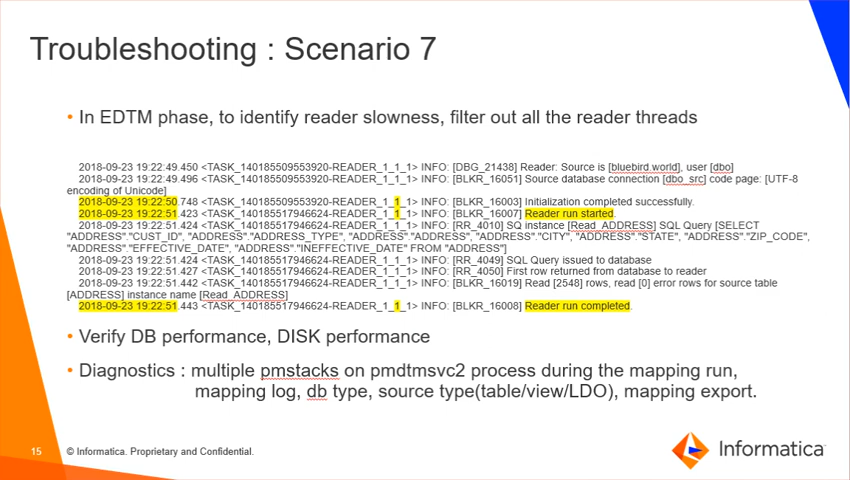 Troubleshooting : Scenario 7
• In EDTM phase, to identify reader slowness, filter out all the reader threads
2018-09-23 19:22:49.450 <TASK_140185509553920-READER_1_1_1> INFO: [DBG_21438] Reader: Source is [bluebird.world], user [dbo]
2018-09-23 19:22:49.496 <TASK_140185509553920-READER_1_1_1> INFO: [BLKR_16051] Source database connection [dbo_src] code page: [UTF-8
encoding of Unicode]
2018-09-23 19:22:50.748 <TASK_140185509553920-READER_1_1_1> INFO: [BLKR_16003] Initialization completed successfully.
2018-09-23 19:22:51.423 <TASK_140185517946624-READER_1_1_1> INFO: [BLKR_16007] Reader run started.
2018-09-23 19:22:51.424 <TASK_140185517946624-READER_1_1_1> INFO: [RR_4010] SQ instance [Read_ADDRESS] SQL Query [SELECT
"ADDRESS"."CUST_ID", "ADDRESS"."ADDRESS_TYPE", "ADDRESS"."ADDRESS", "ADDRESS"."CITY", "ADDRESS"."STATE", "ADDRESS"."ZIP_CODE",
"ADDRESS"."EFFECTIVE_DATE", "ADDRESS"."INEFFECTIVE_DATE" FROM "ADDRESS"]
2018-09-23 19:22:51.424 <TASK_140185517946624-READER_1_1_1> INFO: [RR_4049] SQL Query issued to database
2018-09-23 19:22:51.427 <TASK_140185517946624-READER_1_1_1> INFO: [RR_4050] First row returned from database to reader
2018-09-23 19:22:51.442 <TASK_140185517946624-READER_1_1_1> INFO: [BLKR_16019] Read [2548] rows, read [0] error rows for source table
[ADDRESS] instance name [Read_ADDRESS]
2018-09-23 19:22:51.443 <TASK_140185517946624-READER_1_1_1> INFO: [BLKR_16008] Reader run completed.
• Verify DB performance, DISK performance
• Diagnostics : multiple pmstacks on pmdtmsvc2 process during the mapping run,
mapping log, db type, source type(table/view/LDO), mapping export.
15 © Informatica. Proprietary and Confidential.
Informatica